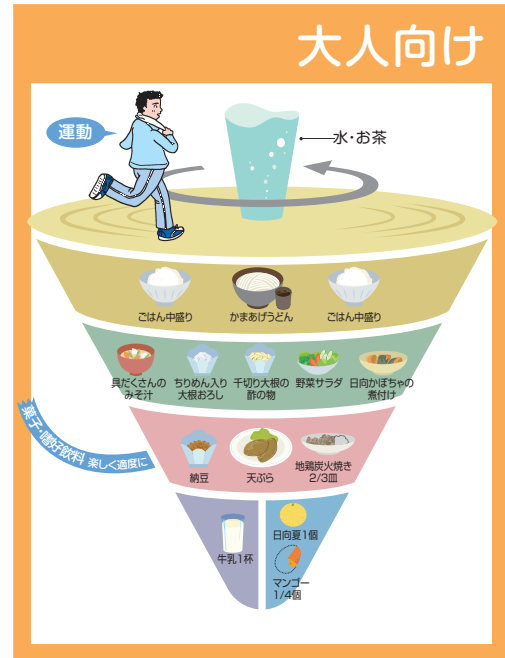 大人向け
運動
水・お茶
ごはん中盛り
かまあげうどん
ごはん中盛り
具だくさんの
みそ汁
ちりめん入り
大根おろし
千切り大根の
酢の物
野菜サラダ
日向かぼちゃの
煮付け
菓子・嗜好飲料 楽しく適度に
納豆
天ぷら
地鶏炭火焼き
2/3皿
牛乳1杯
日向夏1個
マンゴー
1/4個